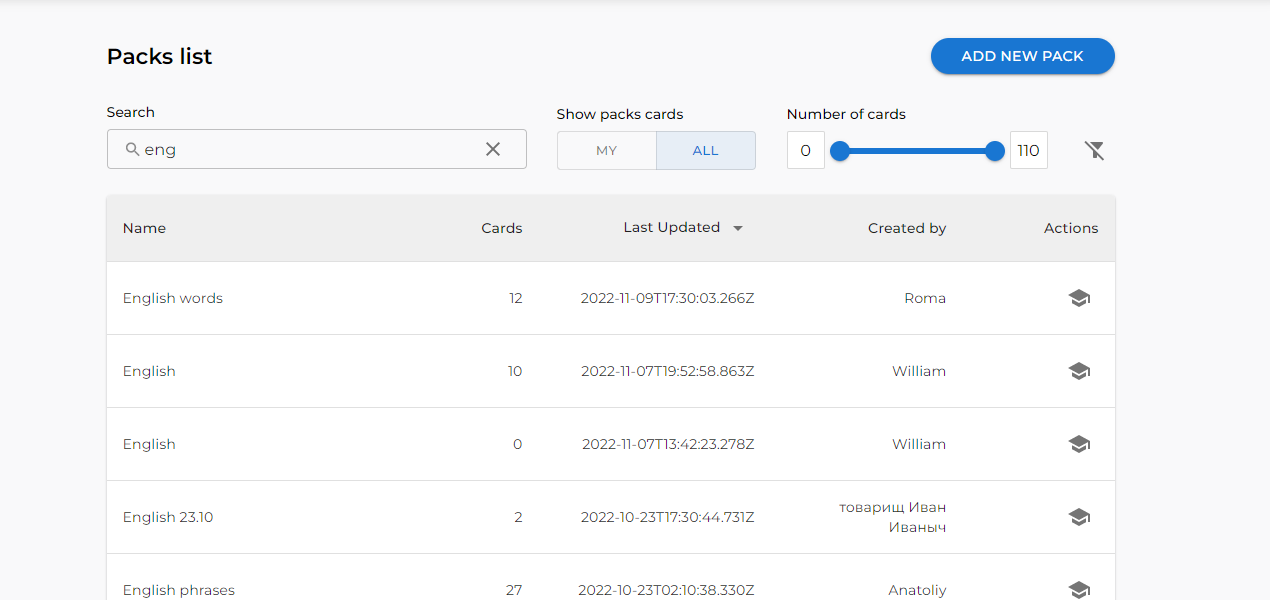 Packs list
ADD NEW PACK
Search
Show packs cards
Number of cards
eng
MY
ALL
0
110
Name Cards Last Updated Created by Actions
English words 12 2022-11-09T17:30:03.266Z Roma
English 10 2022-11-07T19:52:58.863Z William
English 0 2022-11-07T13:42:23.278Z William
English 23.10 2 2022-10-23T17:30:44.731Z товарищ Иван
Иваныч
English phrases 27 2022-10-23T02:10:38.330Z Anatoliy